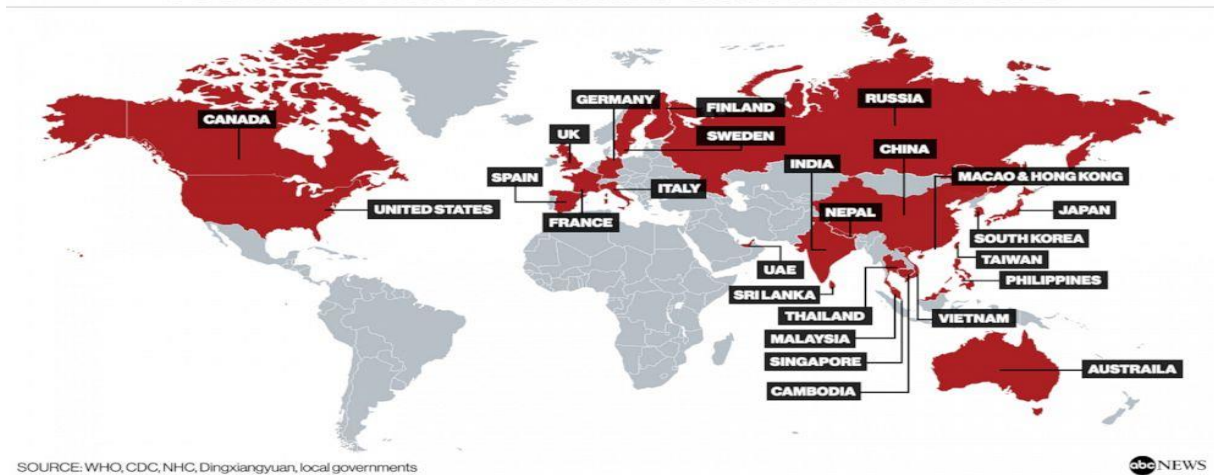 GERMANY
FINLAND
RUSSIA
CANADA
UK
SWEDEN
CHINA
INDIA
MACAO & HONG KONG
SPAIN
ITALY
UNITED STATES
FRANCE
NEPAL
JAPAN
SOUTH KOREA
TAIWAN
UAE
PHILIPPINES
SRI LANKA
THAILAND
VIETNAM
MALAYSIA
SINGAPORE
AUSTRAILA
CAMBODIA
SOURCE: WHO, CDC, NHC, Dingxiangyuan, local governments
abc NEWS